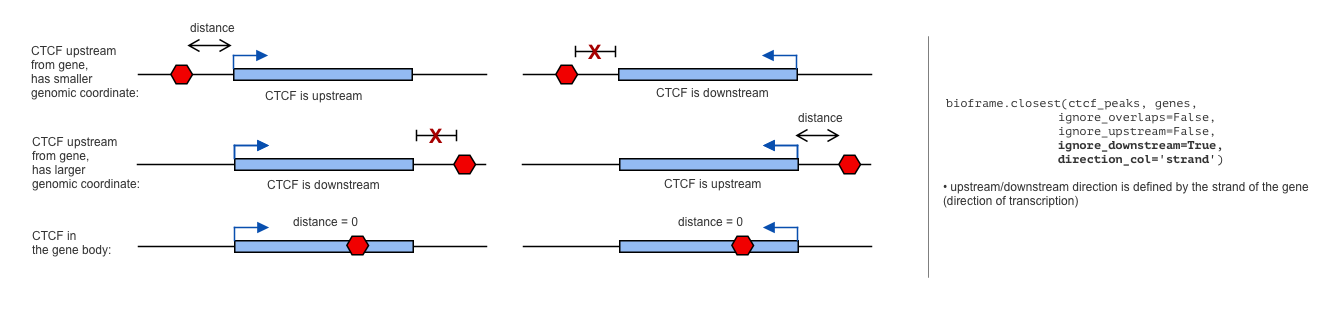 distance
CTCF upstream
from gene,
has smaller
genomic coordinate:
X
CTCF is upstream
CTCF is downstream
distance
CTCF upstream
from gene,
has larger
genomic coordinate:
X
CTCF is downstream
CTCF is upstream
CTCF in
the gene body:
distance = 0
distance = 0
bioframe.closest(ctcf_peaks, genes,
ignore_overlaps=False,
ignore_upstream=False,
ignore_downstream=True,
direction_col='strand')
• upstream/downstream direction is defined by the strand of the gene
(direction of transcription)